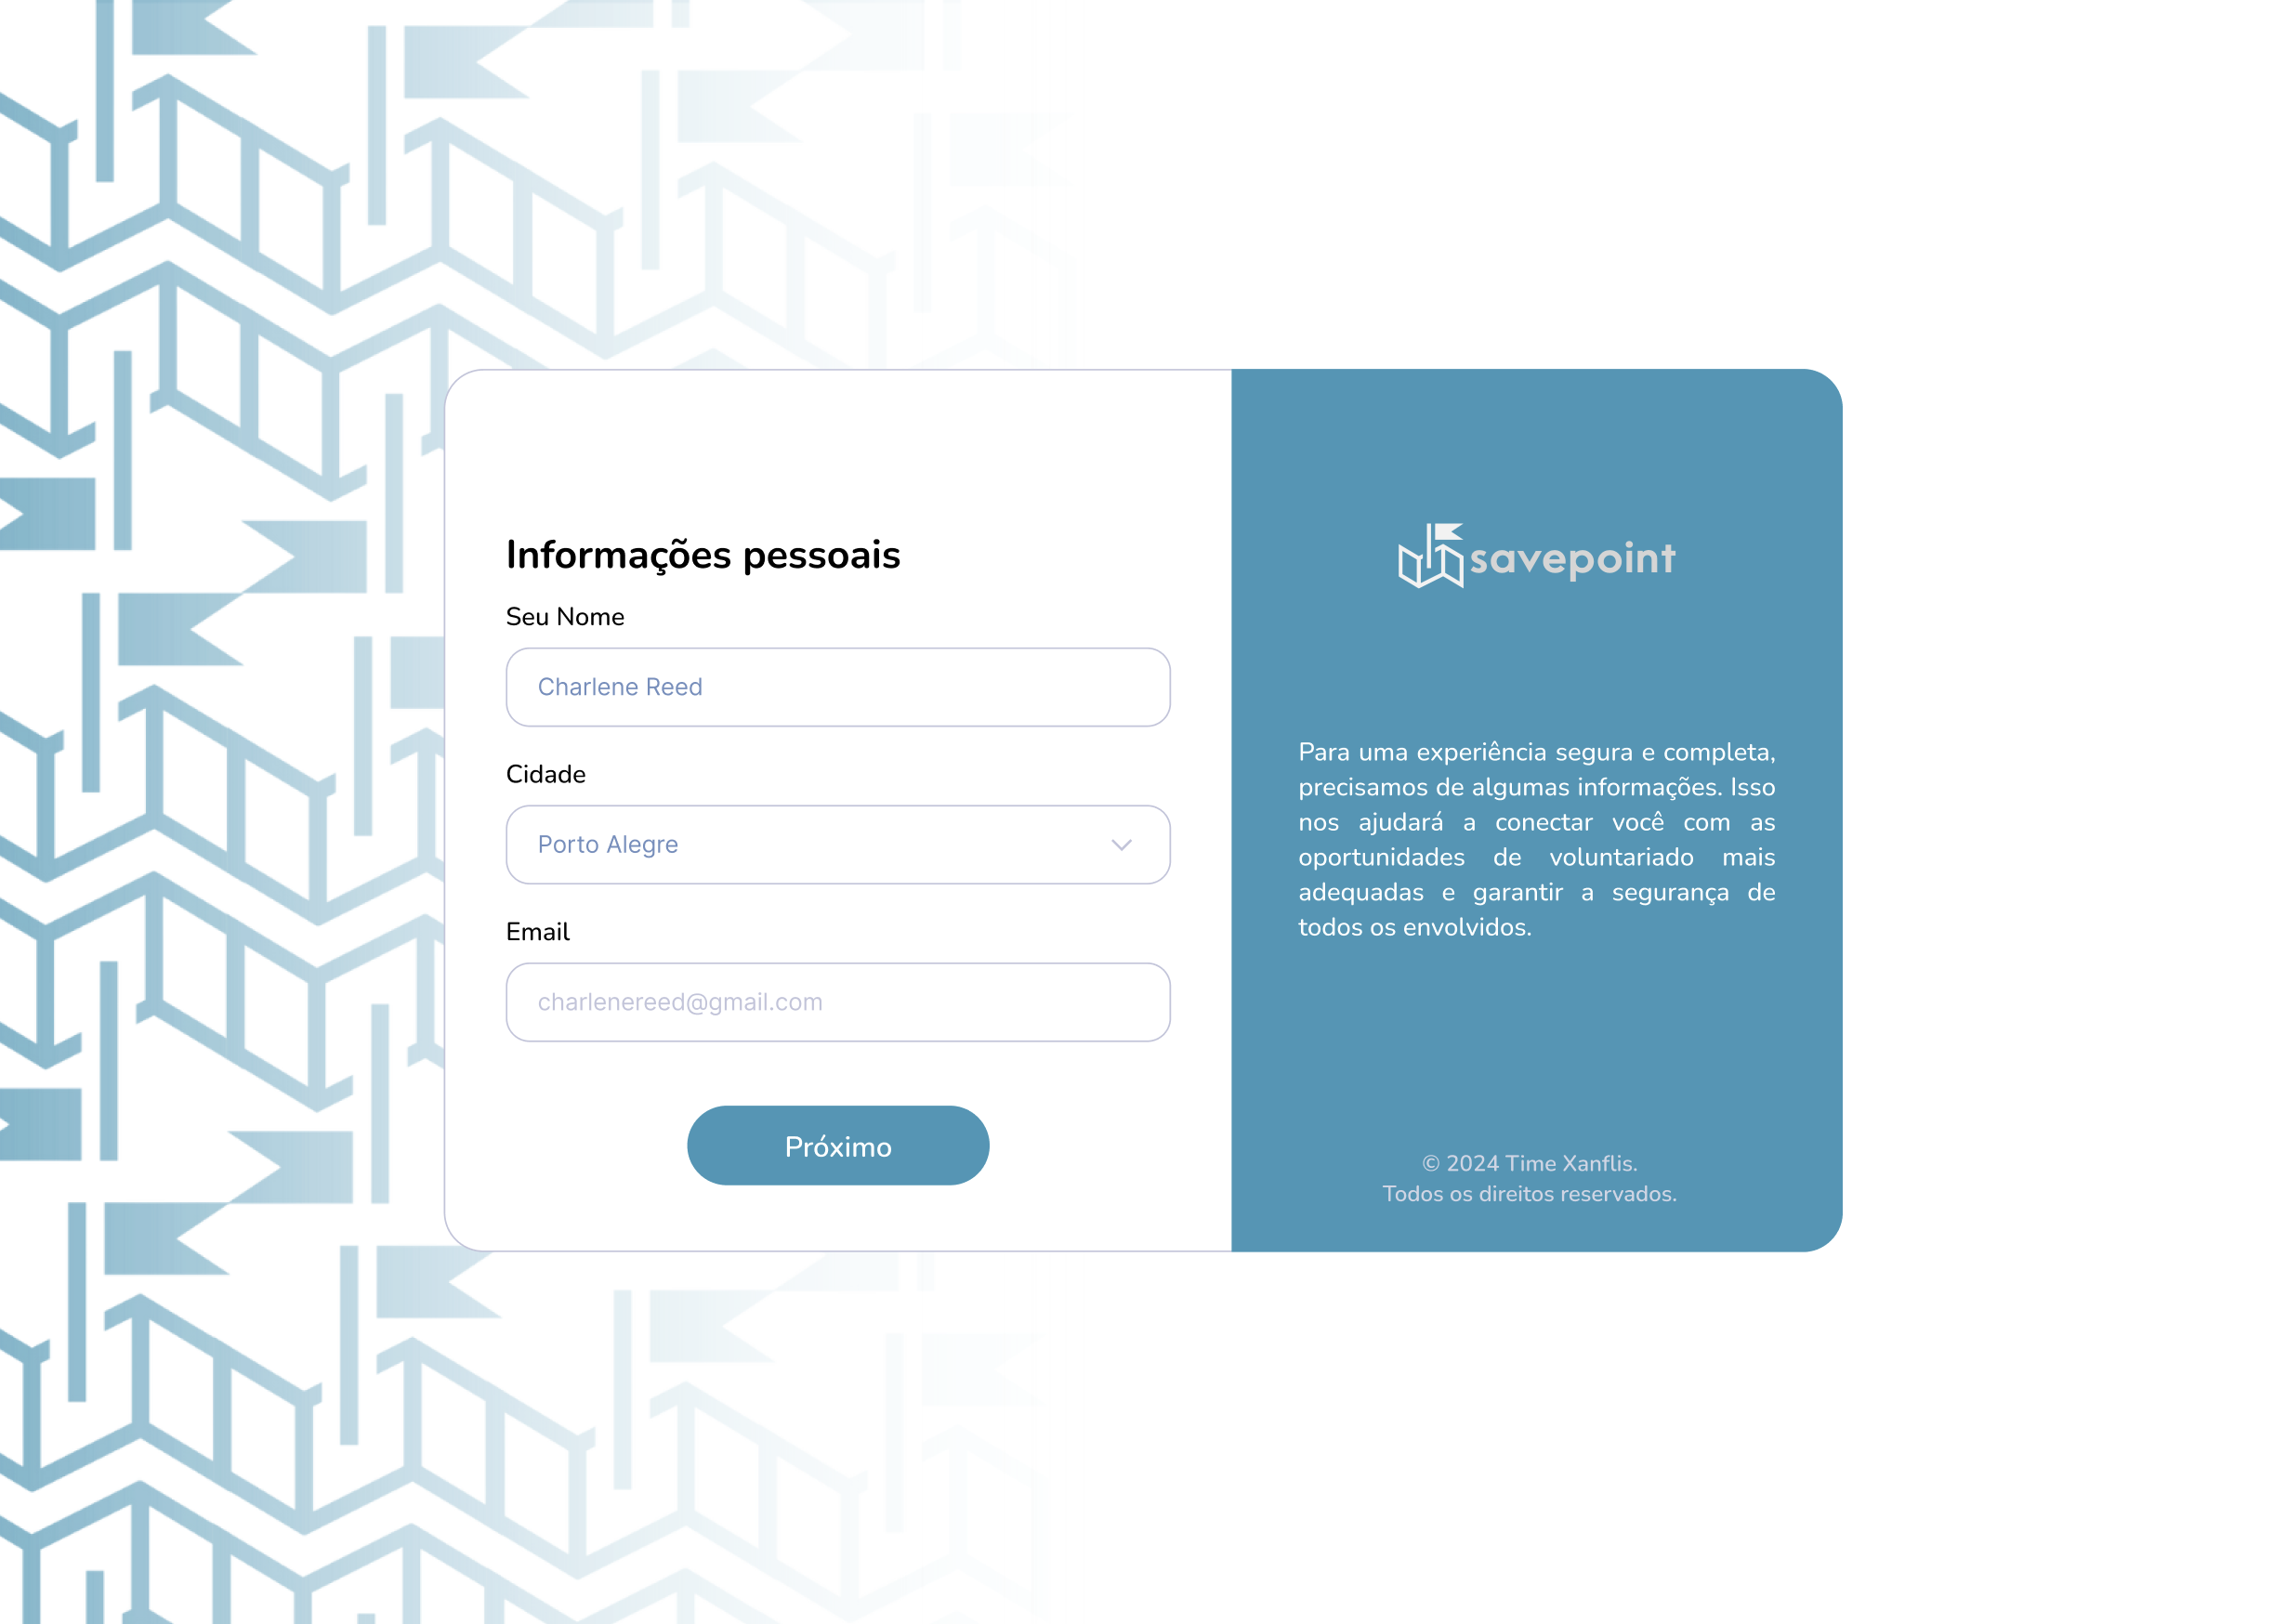 Informações pessoais
Seu Nome
Charlene Reed
Cidade
Porto Alegre
Email
charlenereed@gmail.com
Próximo
savepoint
Para uma experiência segura e completa,
precisamos de algumas informações. Isso
nos ajudará a conectar você com as
oportunidades de voluntariado mais
adequadas e garantir a segurança de
todos os envolvidos.
© 2024 Time Xanflis.
Todos os direitos reservados.